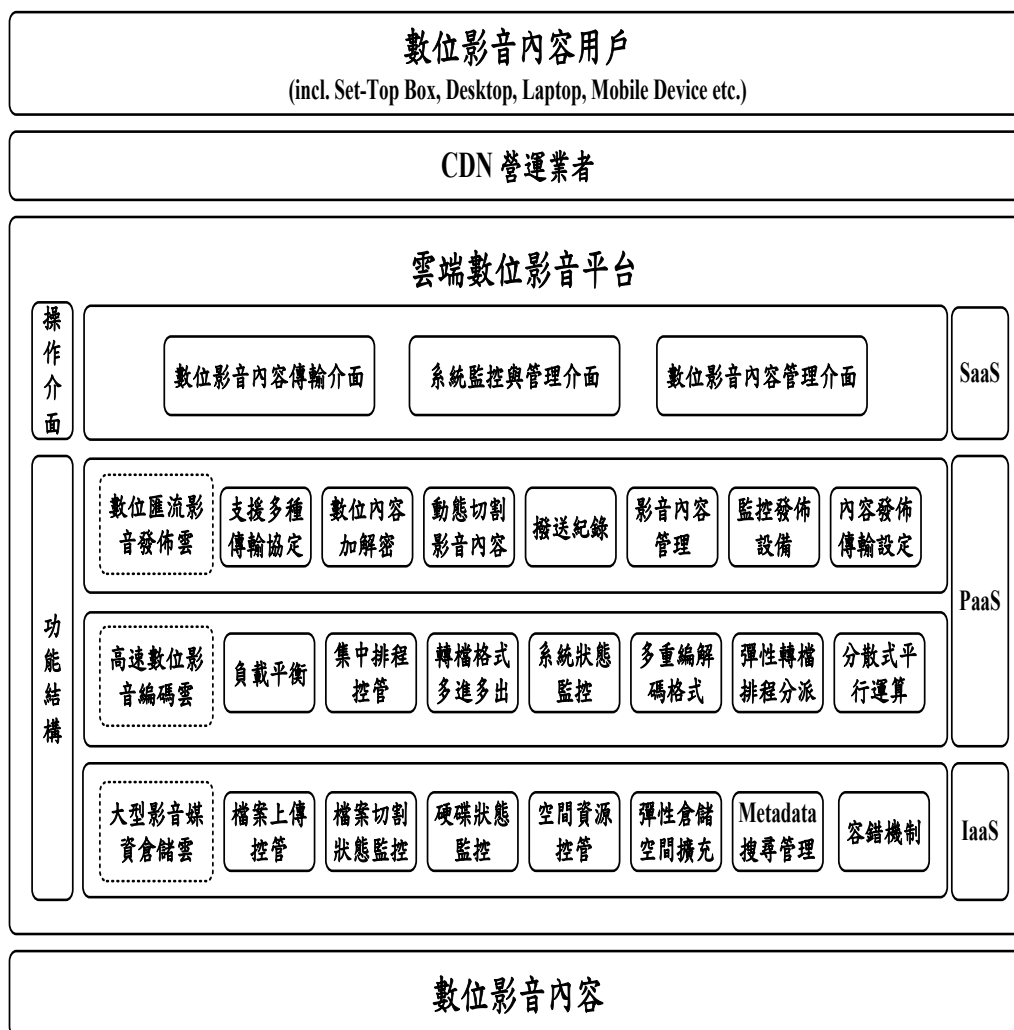 數位影音內容用戶
(incl. Set-Top Box, Desktop, Laptop, Mobile Device etc.)
CDN 營運業者
雲端數位影音平台
操
作
介
面
數位影音內容傳輸介面
系統監控與管理介面
數位影音內容管理介面
SaaS
功
能
結
構
數位匯流影
音發佈雲
支援多種
傳輸協定
數位內容
加解密
動態切割
影音內容
撥送紀錄
影音內容
管理
監控發佈
設備
內容發佈
傳輸設定
PaaS
高速數位影
音編碼雲
負載平衡
集中排程
控管
轉檔格式
多進多出
系統狀態
監控
多重編解
碼格式
彈性轉檔
排程分派
分散式平
行運算
大型影音媒
資倉儲雲
檔案上傳
控管
檔案切割
狀態監控
硬碟狀態
監控
空間資源
控管
彈性倉儲
空間擴充
Metadata
搜尋管理
容錯機制
IaaS
數位影音內容